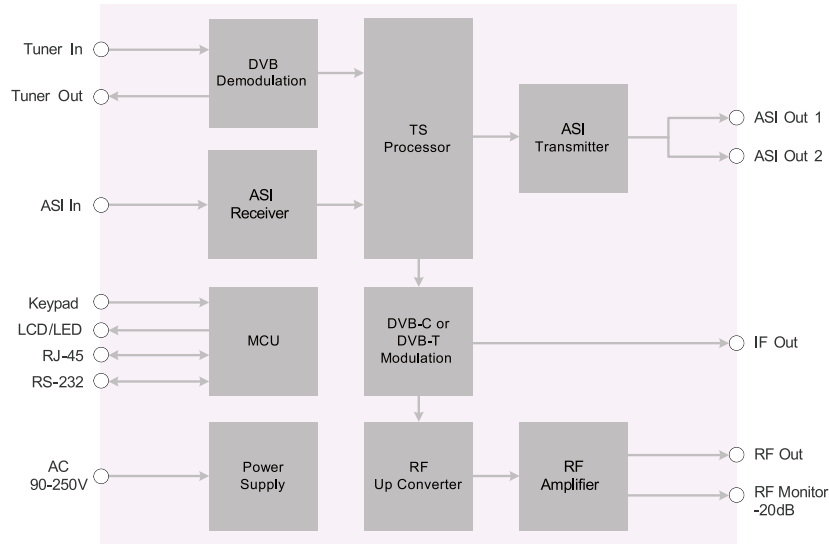 Tuner In
Tuner Out
DVB
Demodulation
TS
Processor
ASI
Transmitter
ASI Out 1
ASI Out 2
ASI In
ASI
Receiver
Keypad
LCD/LED
RJ-45
RS-232
MCU
DVB-C or
DVB-T
Modulation
IF Out
AC
90-250V
Power
Supply
RF
Up Converter
RF
Amplifier
RF Out
RF Monitor
-20dB